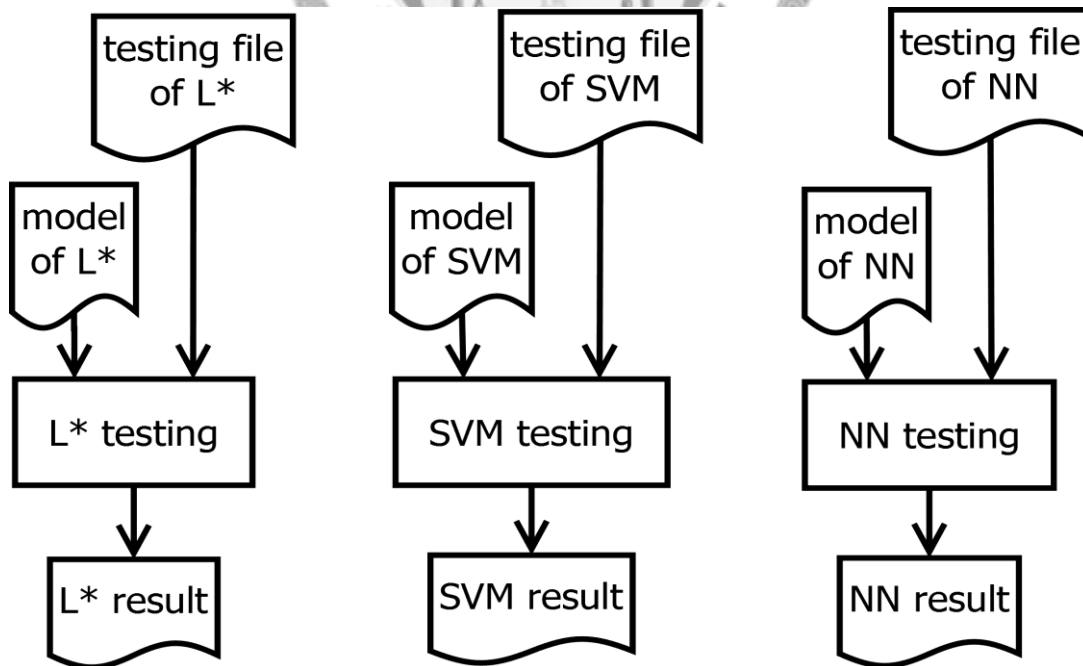 testing file
of L*
model
of L*
L* testing
L* result
testing file
of SVM
model
of SVM
SVM testing
SVM result
testing file
of NN
model
of NN
NN testing
NN result